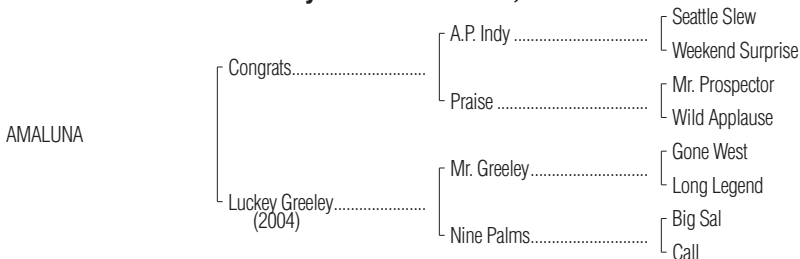 Seattle Slew
A.P. Indy
Weekend Surprise
Congrats
Mr. Prospector
Praise
Wild Applause
AMALUNA
Gone West
Mr. Greeley
Long Legend
Luckey Greeley
(2004)
Big Sal
Nine Palms
Call